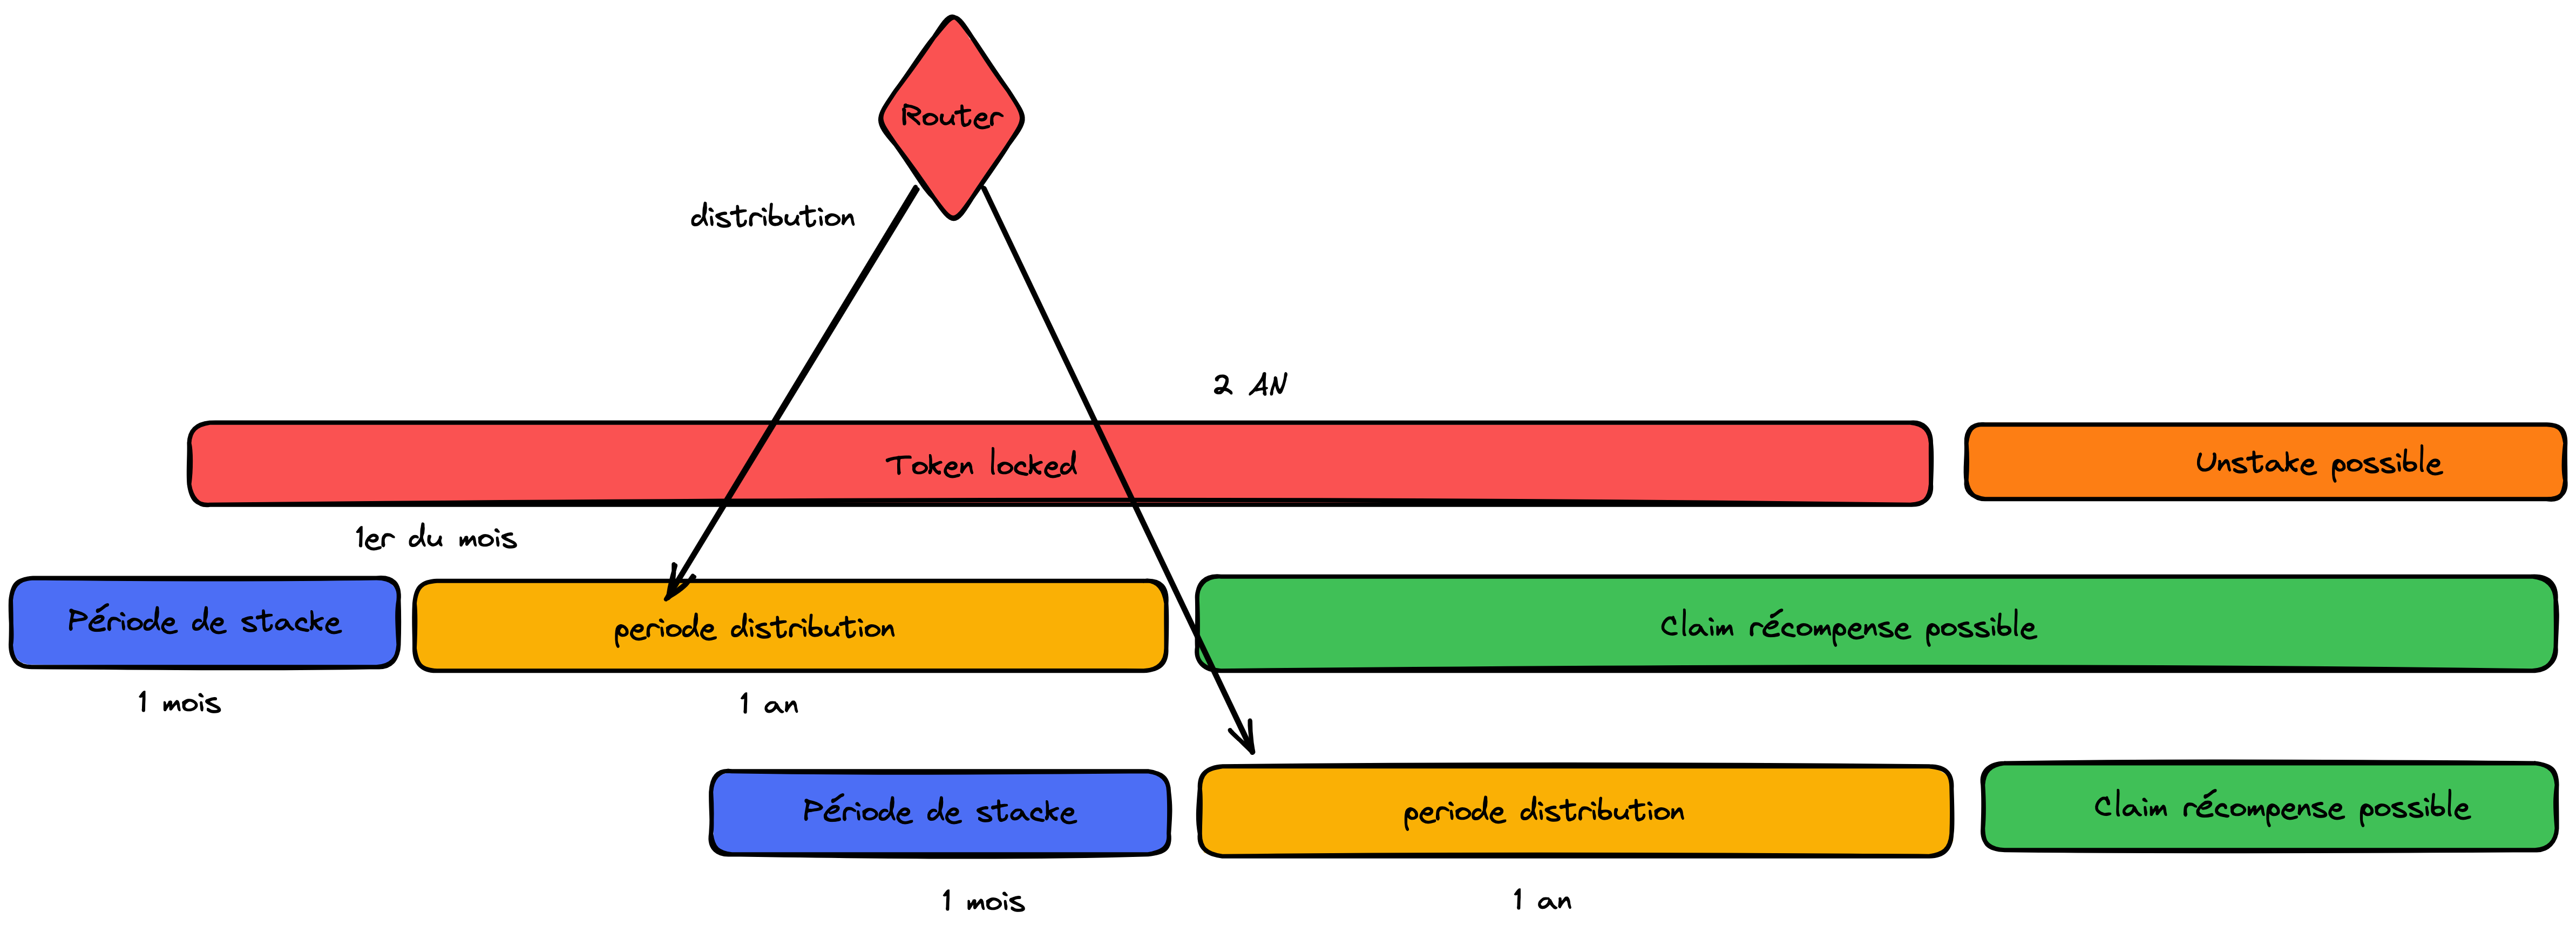 Router
distribution
2 AN
Token locked
Unstake possible
1er du mois
Période de stacke
periode distribution
Claim récompense possible
1 mois
1 an
Période de stacke
periode distribution
Claim récompense possible
1 mois
1 an